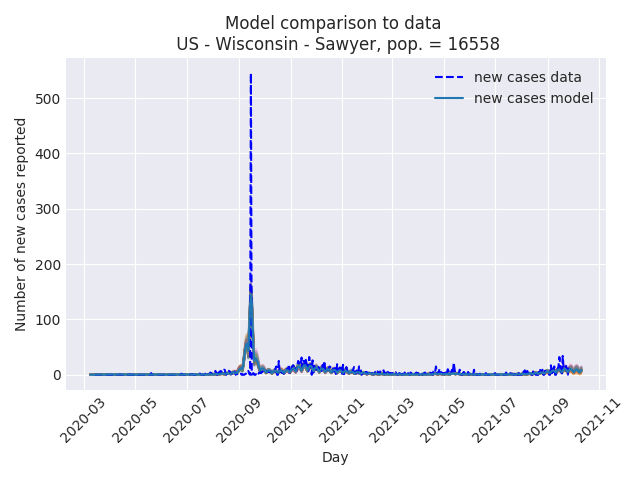 Model comparison to data
US - Wisconsin - Sawyer, pop. = 16558
new cases data
new cases model
Number of new cases reported
500
400
300
200
100
0
2020-03
2020-05
2020-07
2020-09
2020-11
2021-01
2021-03
2021-05
2021-07
2021-09
2021-11
Day